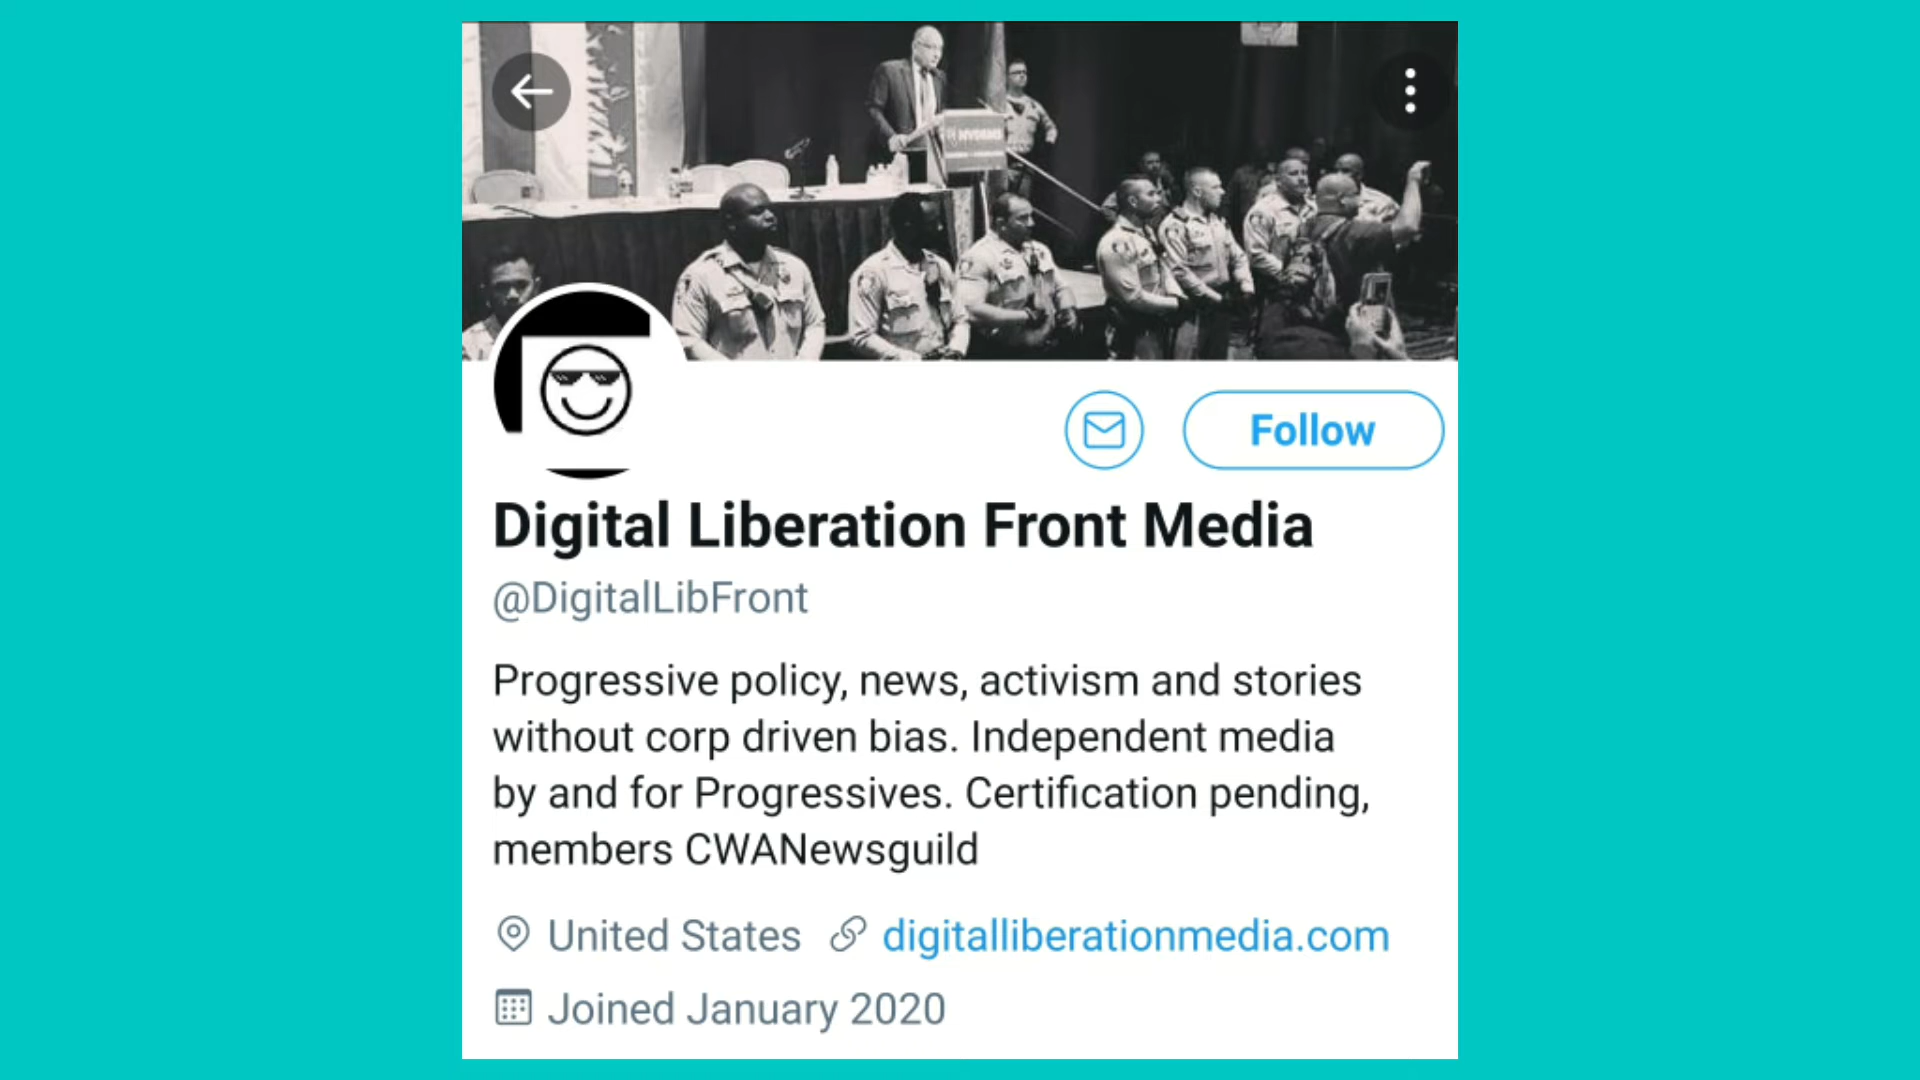 NVDEMS
Follow
Digital Liberation Front Media
@DigitalLibFront
Progressive policy, news, activism and stories
without corp driven bias. Independent media
by and for Progressives. Certification pending,
members CWANewsguild
United States digitalliberationmedia.com
Joined January 2020